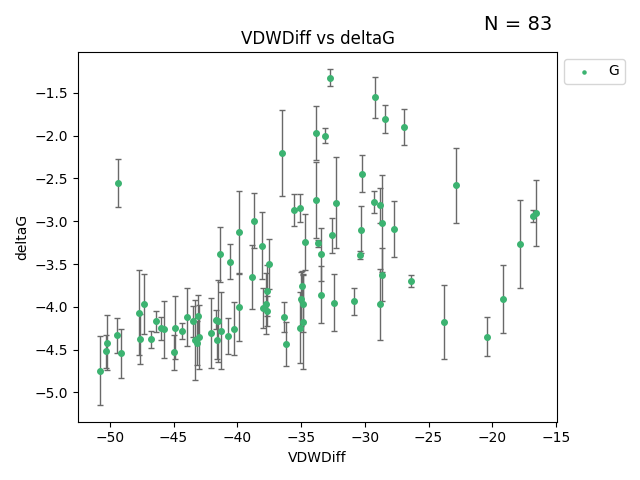 N = 83
VDWDiff vs deltaG
G
−1.5
−2.0
−2.5
−3.0
−3.5
−4.0
−4.5
−5.0
deltaG
−50 −45 −40 −35 −30 −25 −20 −15
VDWDiff